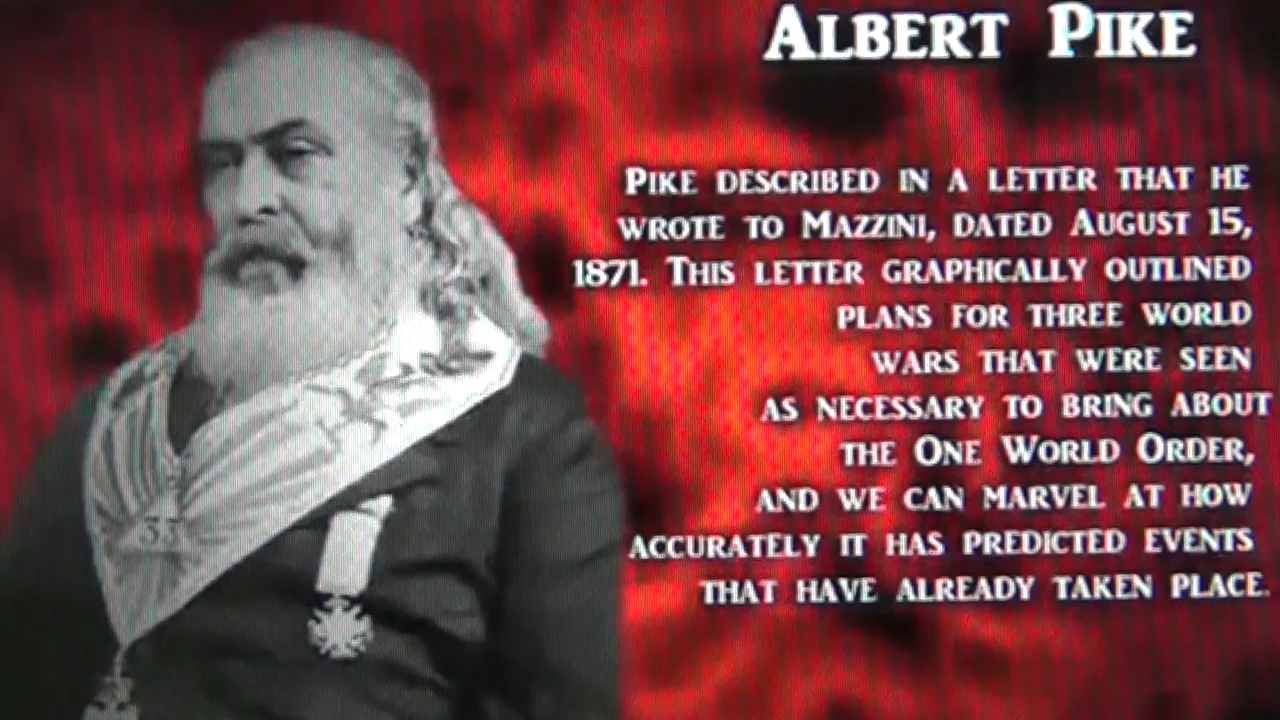 ALBERT PIKE
PIKE DESCRIBED IN A LETTER THAT HE
WROTE TO MAZZINI, DATED AUGUST 15,
1871. THIS LETTER GRAPHICALLY OUTLINED
PLANS FOR THREE WORLD
WARS THAT WERE SEEN
AS NECESSARY TO BRING ABOUT
THE ONE WORLD ORDER,
AND WE CAN MARVEL AT HOW
ACCURATELY IT HAS PREDICTED EVENTS
THAT HAVE ALREADY TAKEN PLACE.
33